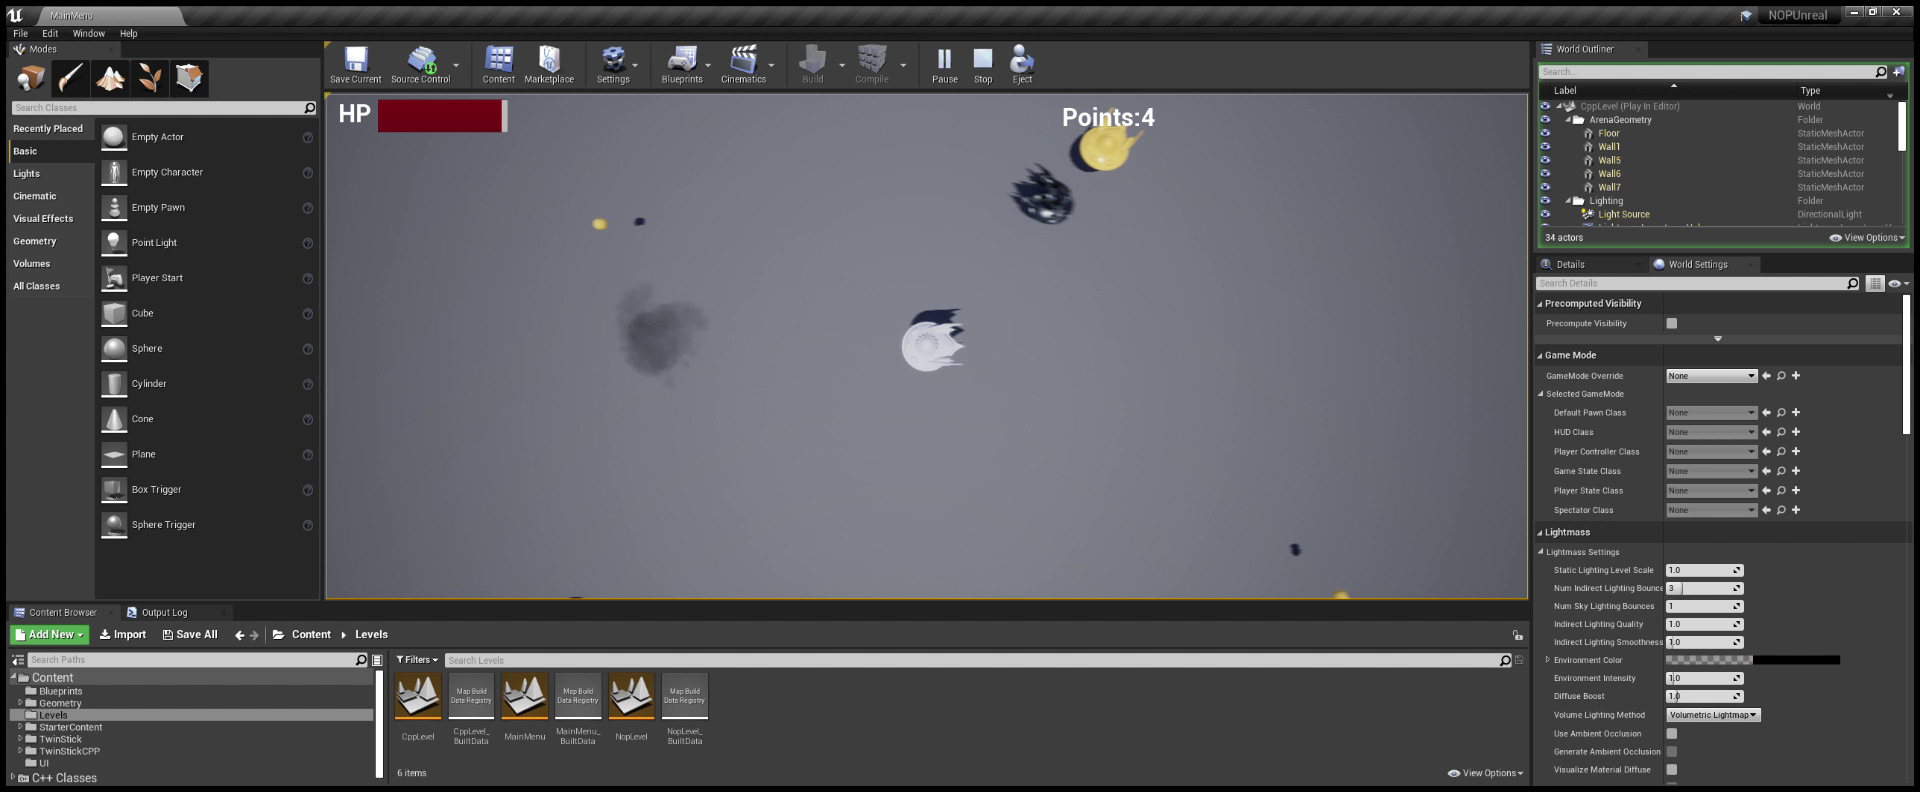 MainMenu
NOPUnreal
File Edit Window Help
Modes
Search Classes
Recently Placed
Basic
Lights
Cinematic
Visual Effects
Geometry
Volumes
All Classes
Empty Actor
Empty Character
Empty Pawn
Point Light
Player Start
Cube
Sphere
Cylinder
Cone
Plane
Box Trigger
Sphere Trigger
Save Current Source Control Content Marketplace Settings Blueprints Cinematics Build Compile Pause Stop Eject
HP
Points:4
World Outliner
Search...
Label Type
CppLevel (Play In Editor) World
ArenaGeometry Folder
Floor StaticMeshActor
Wall1 StaticMeshActor
Wall5 StaticMeshActor
Wall6 StaticMeshActor
Wall7 StaticMeshActor
Lighting Folder
Light Source DirectionalLight
34 actors View Options
Details World Settings
Search Details
Precomputed Visibility
Precompute Visibility
Game Mode
GameMode Override None
Selected GameMode
Default Pawn Class None
HUD Class None
Player Controller Class None
Game State Class None
Player State Class None
Spectator Class None
Lightmass
Lightmass Settings
Static Lighting Level Scale 1.0
Num Indirect Lighting Bounce 3
Num Sky Lighting Bounces 1
Indirect Lighting Quality 1.0
Indirect Lighting Smoothness 1.0
Environment Color
Environment Intensity 1.0
Diffuse Boost 1.0
Volume Lighting Method Volumetric Lightmap
Use Ambient Occlusion
Generate Ambient Occlusion
Visualize Material Diffuse
Content Browser Output Log
Add New Import Save All Content Levels
Search Paths
Content
Blueprints
Geometry
Levels
StarterContent
TwinStick
TwinStickCPP
UI
C++ Classes
Filters Search Levels
Map Build
Data Registry
Map Build
Data Registry
Map Build
Data Registry
CppLevel
CppLevel_
BuiltData
MainMenu
MainMenu_
BuiltData
NopLevel
NopLevel_
BuiltData
6 items View Options